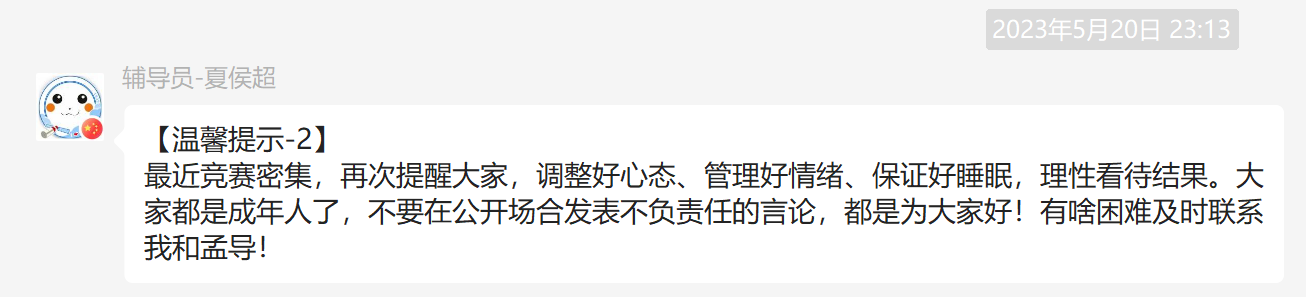 2023年5月20日 23:13
辅导员-夏侯超
【温馨提示-2】
最近竞赛密集，再次提醒大家，调整好心态、管理好情绪、保证好睡眠，理性看待结果。大
家都是成年人了，不要在公开场合发表不负责任的言论，都是为大家好！有啥困难及时联系
我和孟导！